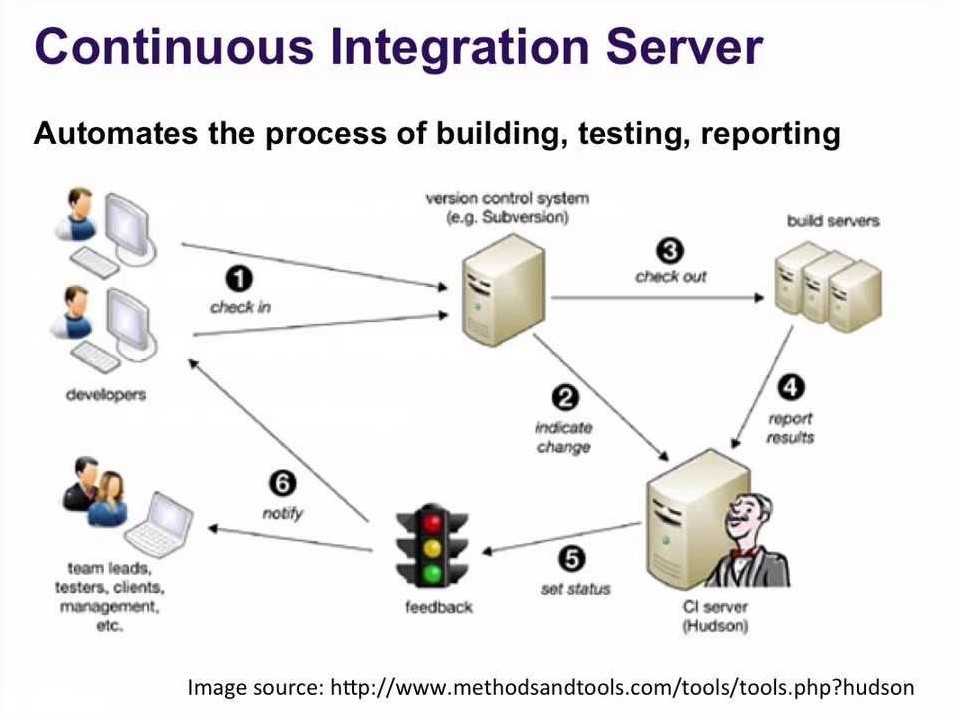 Continuous Integration Server
Automates the process of building, testing, reporting
version control system
(e.g. Subversion)
build servers
1
check in
3
check out
developers
2
indicate
change
4
report
results
6
notify
team leads,
testers, clients,
management,
etc.
feedback
5
set status
CI server
(Hudson)
Image source: http://www.methodsandtools.com/tools/tools.php?hudson